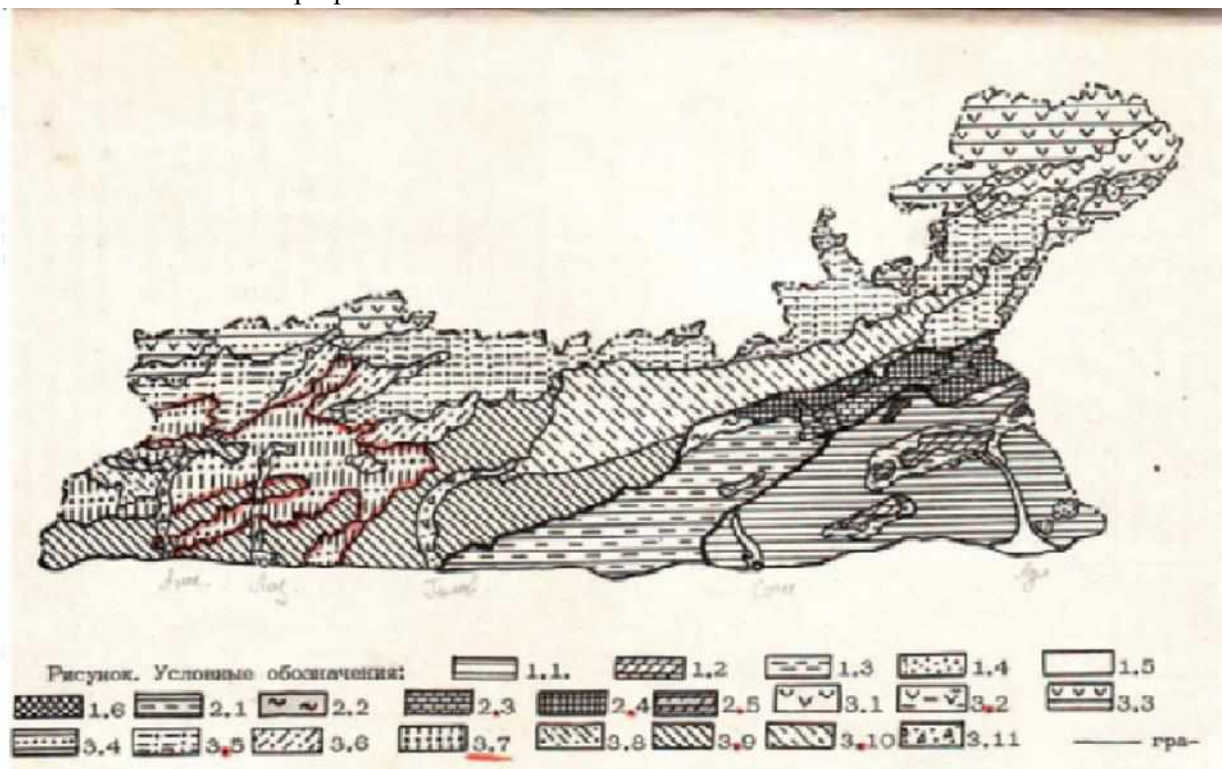 Сочи
Рисунок. Условные обозначения: 1.1. 1.2 1.3 1.4 1.5
1.6 2.1 2.2 2.3 2.4 2.5 3.1 3.2 3.3
3.4 3.5 3.6 3.7 3.8 3.9 3.10 3.11 гра-